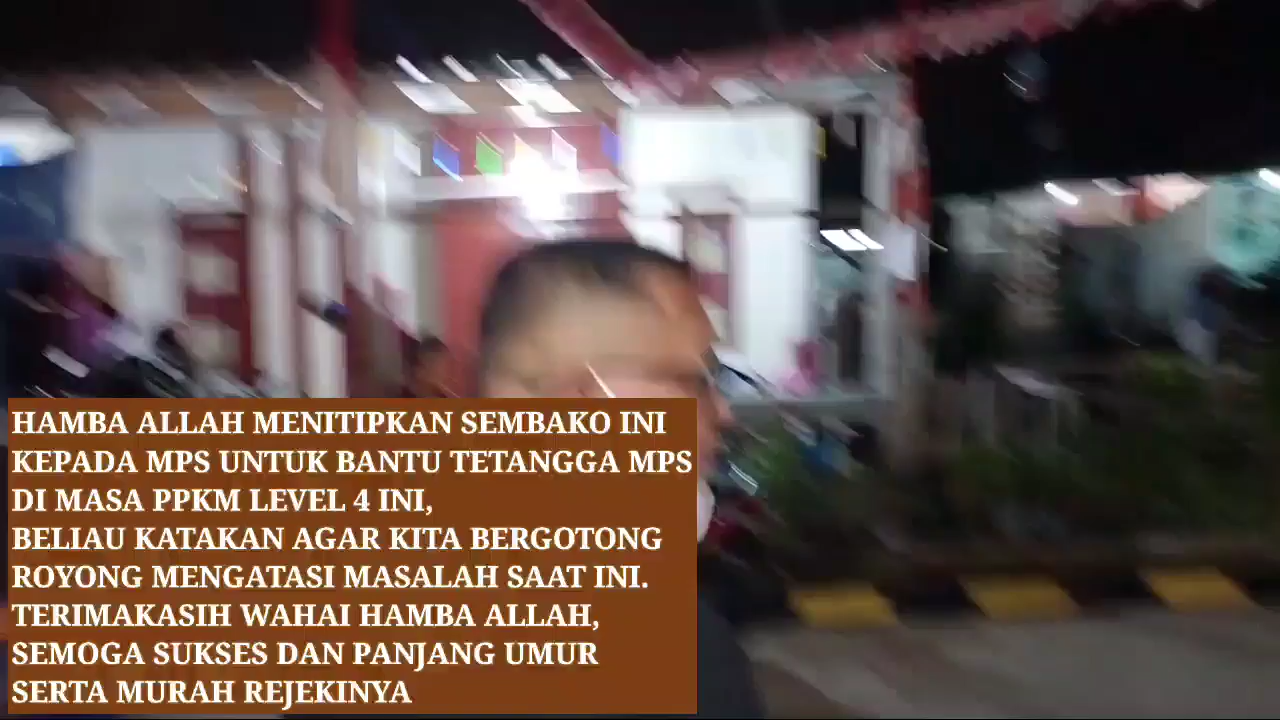 HAMBA ALLAH MENITIPKAN SEMBAKO INI
KEPADA MPS UNTUK BANTU TETANGGA MPS
DI MASA PPKM LEVEL 4 INI,
BELIAU KATAKAN AGAR KITA BERGOTONG
ROYONG MENGATASI MASALAH SAAT INI.
TERIMAKASIH WAHAI HAMBA ALLAH,
SEMOGA SUKSES DAN PANJANG UMUR
SERTA MURAH REJEKINYA